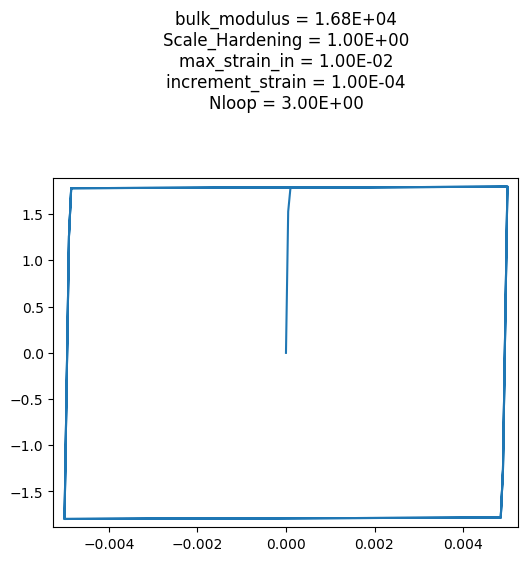 bulk_modulus = 1.68E+04
Scale_Hardening = 1.00E+00
max_strain_in = 1.00E-02
increment_strain = 1.00E-04
Nloop = 3.00E+00
1.5
1.0
0.5
0.0
−0.5
−1.0
−1.5
−0.004 −0.002 0.000 0.002 0.004